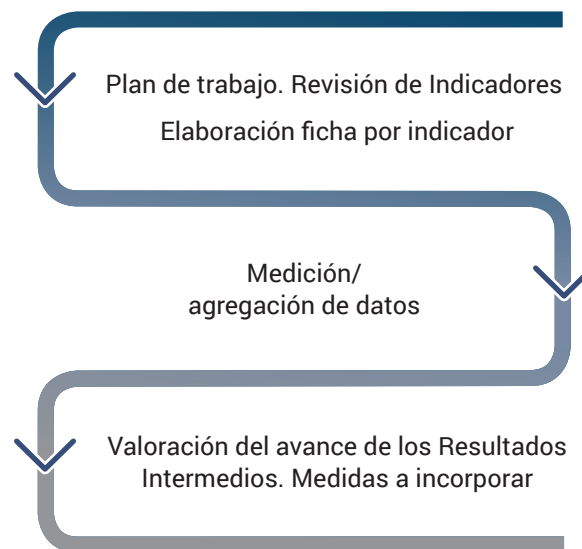 Plan de trabajo. Revisión de Indicadores
Elaboración ficha por indicador
Medición/
agregación de datos
Valoración del avance de los Resultados
Intermedios. Medidas a incorporar